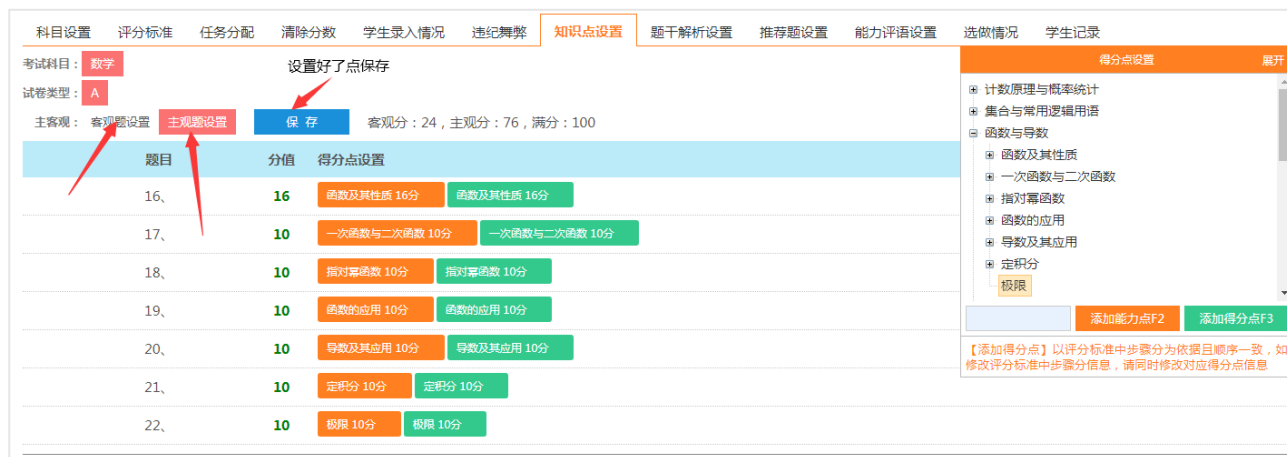 科目设置 评分标准 任务分配 清除分数 学生录入情况 违纪舞弊 知识点设置 题干解析设置 推荐题设置 能力评语设置 选做情况 学生记录
考试科目： 数学
设置好了点保存
试卷类型： A
主客观： 客观题设置 主观题设置 保 存 客观分：24，主观分：76，满分：100
题目 分值 得分点设置
16、 16 函数及其性质 16分 函数及其性质 16分
17、 10 一次函数与二次函数 10分 一次函数与二次函数 10分
18、 10 指对幂函数 10分 指对幂函数 10分
19、 10 函数的应用 10分 函数的应用 10分
20、 10 导数及其应用 10分 导数及其应用 10分
21、 10 定积分 10分 定积分 10分
22、 10 极限 10分 极限 10分
得分点设置 展开
计数原理与概率统计
集合与常用逻辑用语
函数与导数
函数及其性质
一次函数与二次函数
指对幂函数
函数的应用
导数及其应用
定积分
极限
添加能力点F2 添加得分点F3
【添加得分点】以评分标准中步骤分为依据且顺序一致，如
修改评分标准中步骤分信息，请同时修改对应得分点信息